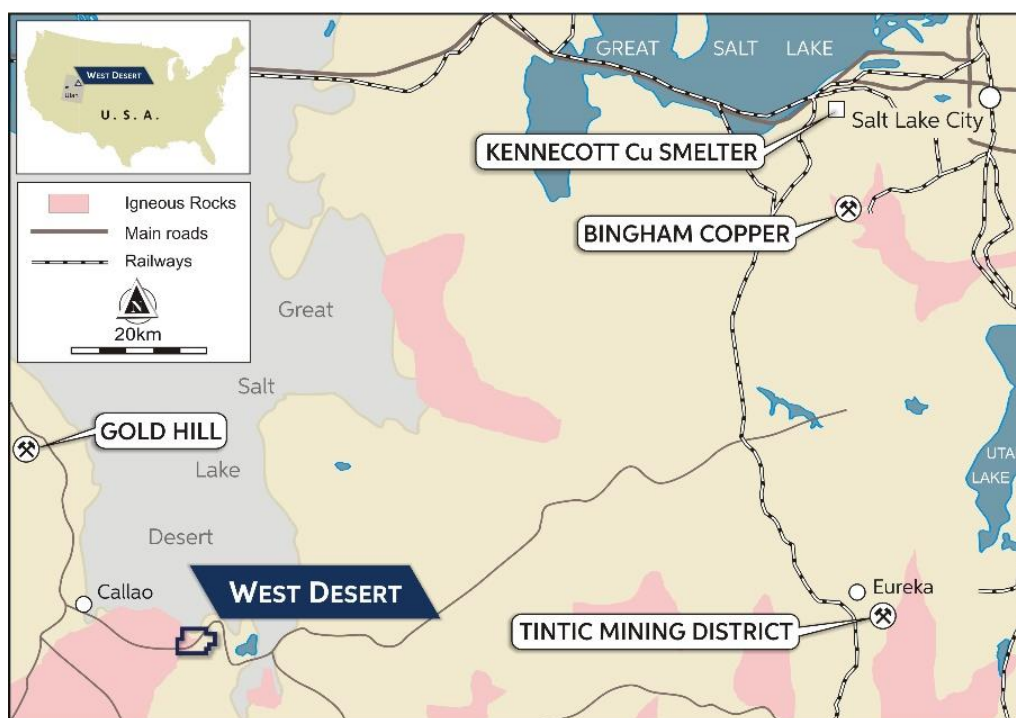 WEST DESERT
Utah
U. S. A.
Igneous Rocks
Main roads
Railways
N
20km
GREAT SALT LAKE
Salt Lake City
KENNECOTT Cu SMELTER
BINGHAM COPPER
Great
Salt
Lake
Desert
GOLD HILL
UTA
LAKE
Callao
WEST DESERT
Eureka
TINTIC MINING DISTRICT